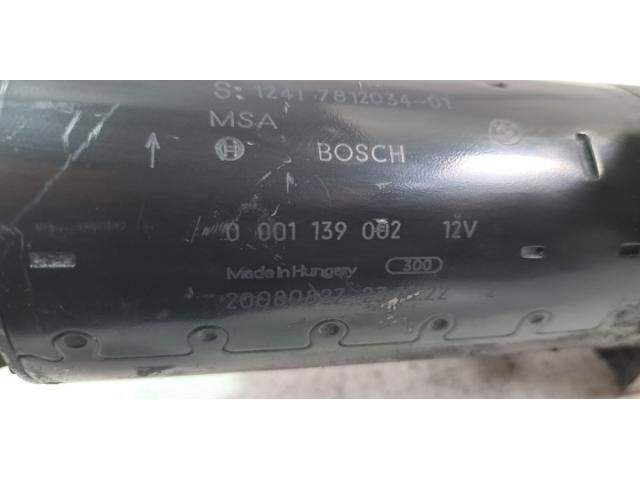 S: 1241 7812034-01
MSA
BOSCH
0 001 139 002 12V
Made in Hungary 300